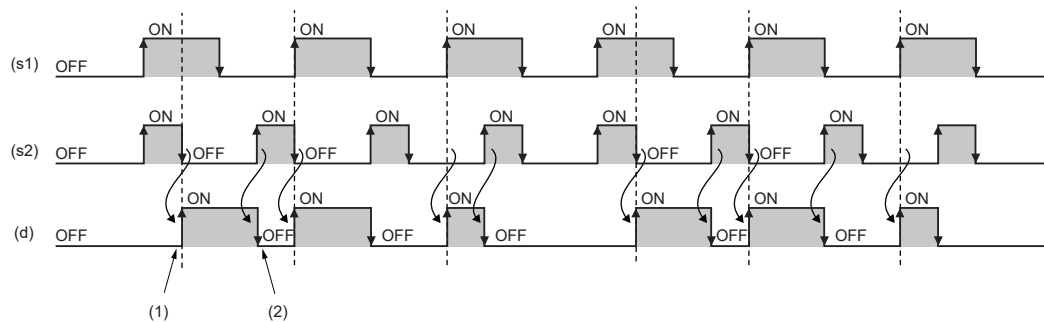 ON ON ON ON ON ON
(s1) OFF
ON ON ON ON ON ON ON
(s2) OFF OFF OFF OFF OFF OFF
ON ON ON ON ON ON
(d) OFF OFF OFF OFF OFF OFF
(1) (2)